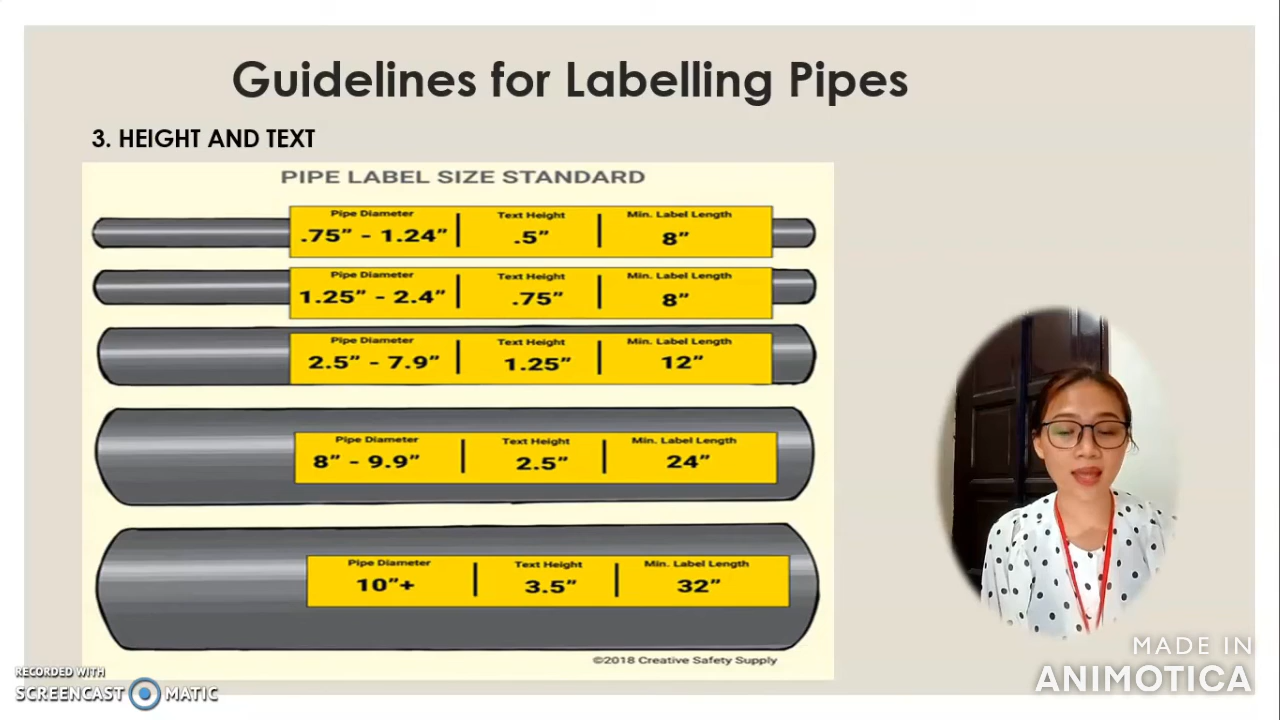 Guidelines for Labelling Pipes
3. HEIGHT AND TEXT
PIPE LABEL SIZE STANDARD
Pipe Diameter Text Height Min. Label Length
.75” - 1.24” .5” 8”
Pipe Diameter Text Height Min. Label Length
1.25” - 2.4” .75” 8”
Pipe Diameter Text Height Min. Label Length
2.5” - 7.9” 1.25” 12”
Pipe Diameter Text Height Min. Label Length
8” - 9.9” 2.5” 24”
Pipe Diameter Text Height Min. Label Length
10”+ 3.5” 32”
©2018 Creative Safety Supply
RECORDED WITH
SCREENCAST MATIC
MADE IN
ANIMOTICA